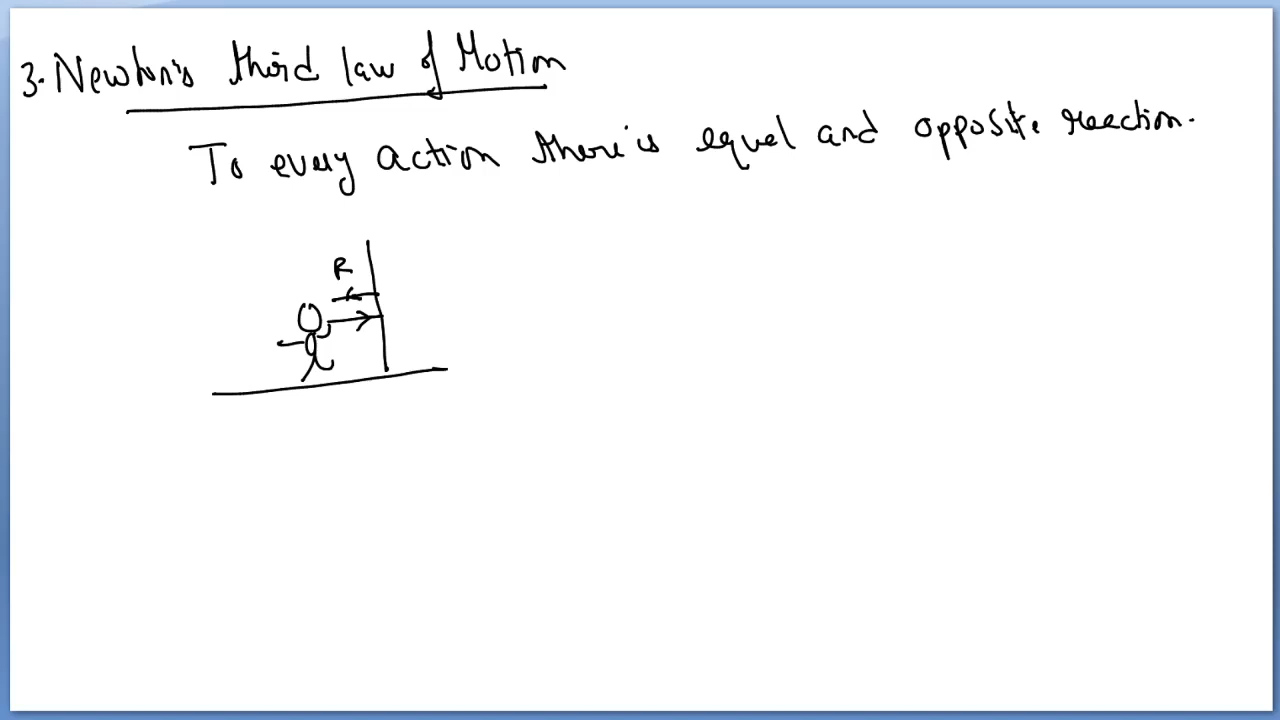 3. Newton's third law of Motion
To every action there is equal and opposite reaction.
R